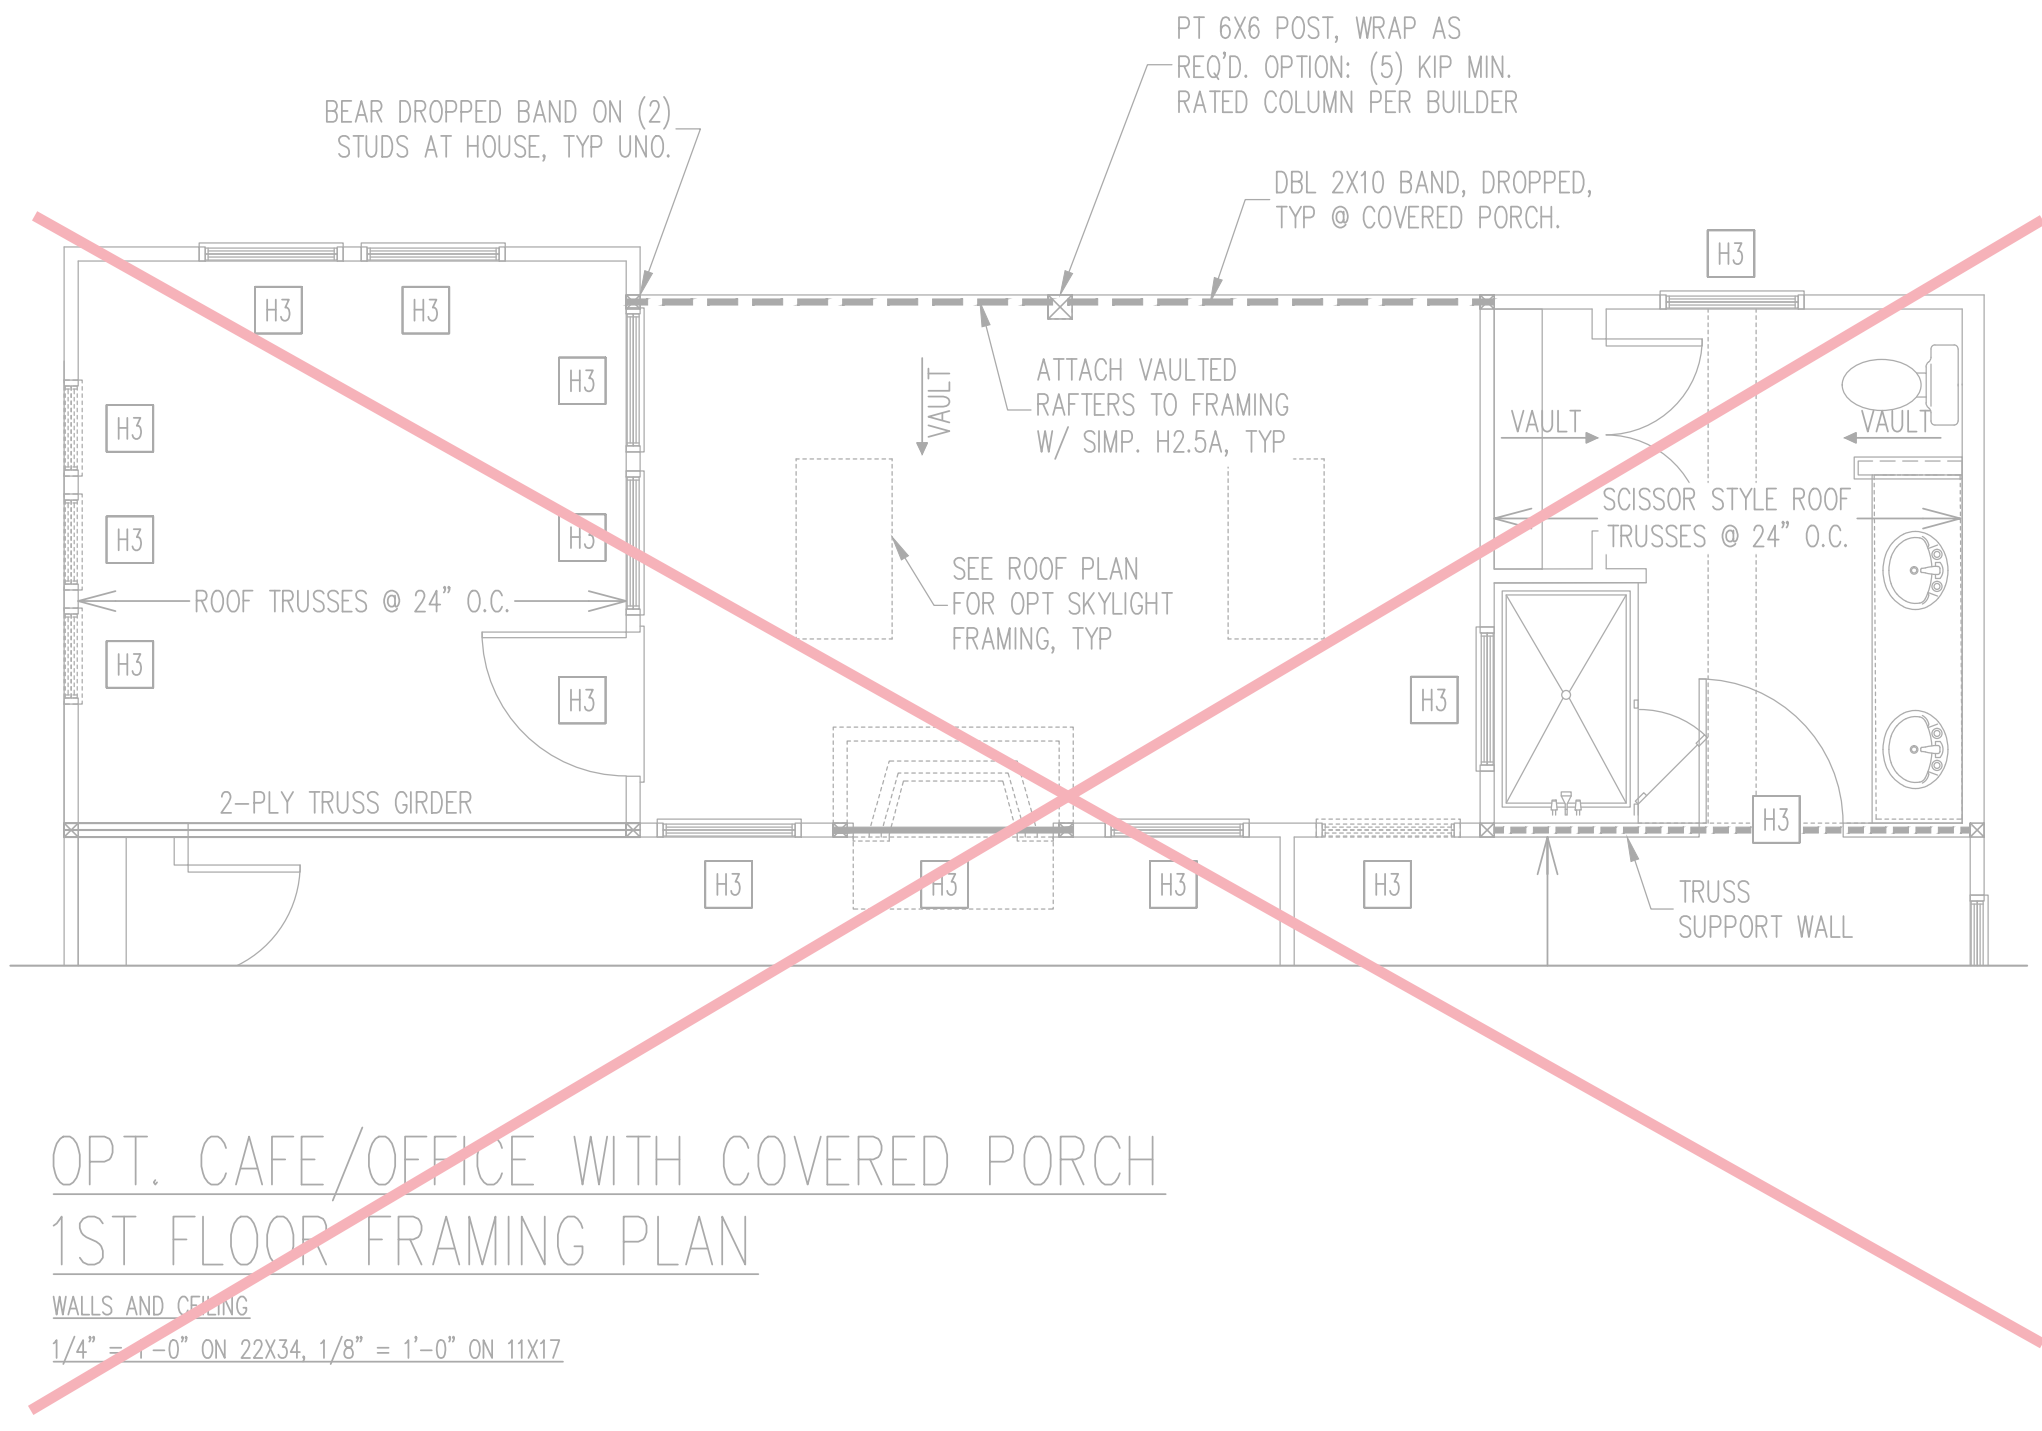 PT 6X6 POST, WRAP AS
REQ'D. OPTION: (5) KIP MIN.
RATED COLUMN PER BUILDER
BEAR DROPPED BAND ON (2)
STUDS AT HOUSE, TYP UNO.
DBL 2X10 BAND, DROPPED,
TYP @ COVERED PORCH.
H3
H3
H3
H3
H3
H3
H3
H3
H3
ROOF TRUSSES @ 24" O.C.
2-PLY TRUSS GIRDER
VAULT
ATTACH VAULTED
RAFTERS TO FRAMING
W/ SIMP. H2.5A, TYP
SEE ROOF PLAN
FOR OPT SKYLIGHT
FRAMING, TYP
VAULT
VAULT
SCISSOR STYLE ROOF
TRUSSES @ 24" O.C.
H3
H3
H3
H3
H3
H3
TRUSS
SUPPORT WALL
OPT. CAFE/OFFICE WITH COVERED PORCH
1ST FLOOR FRAMING PLAN
WALLS AND CEILING
1/4" = 1'-0" ON 22X34, 1/8" = 1'-0" ON 11X17